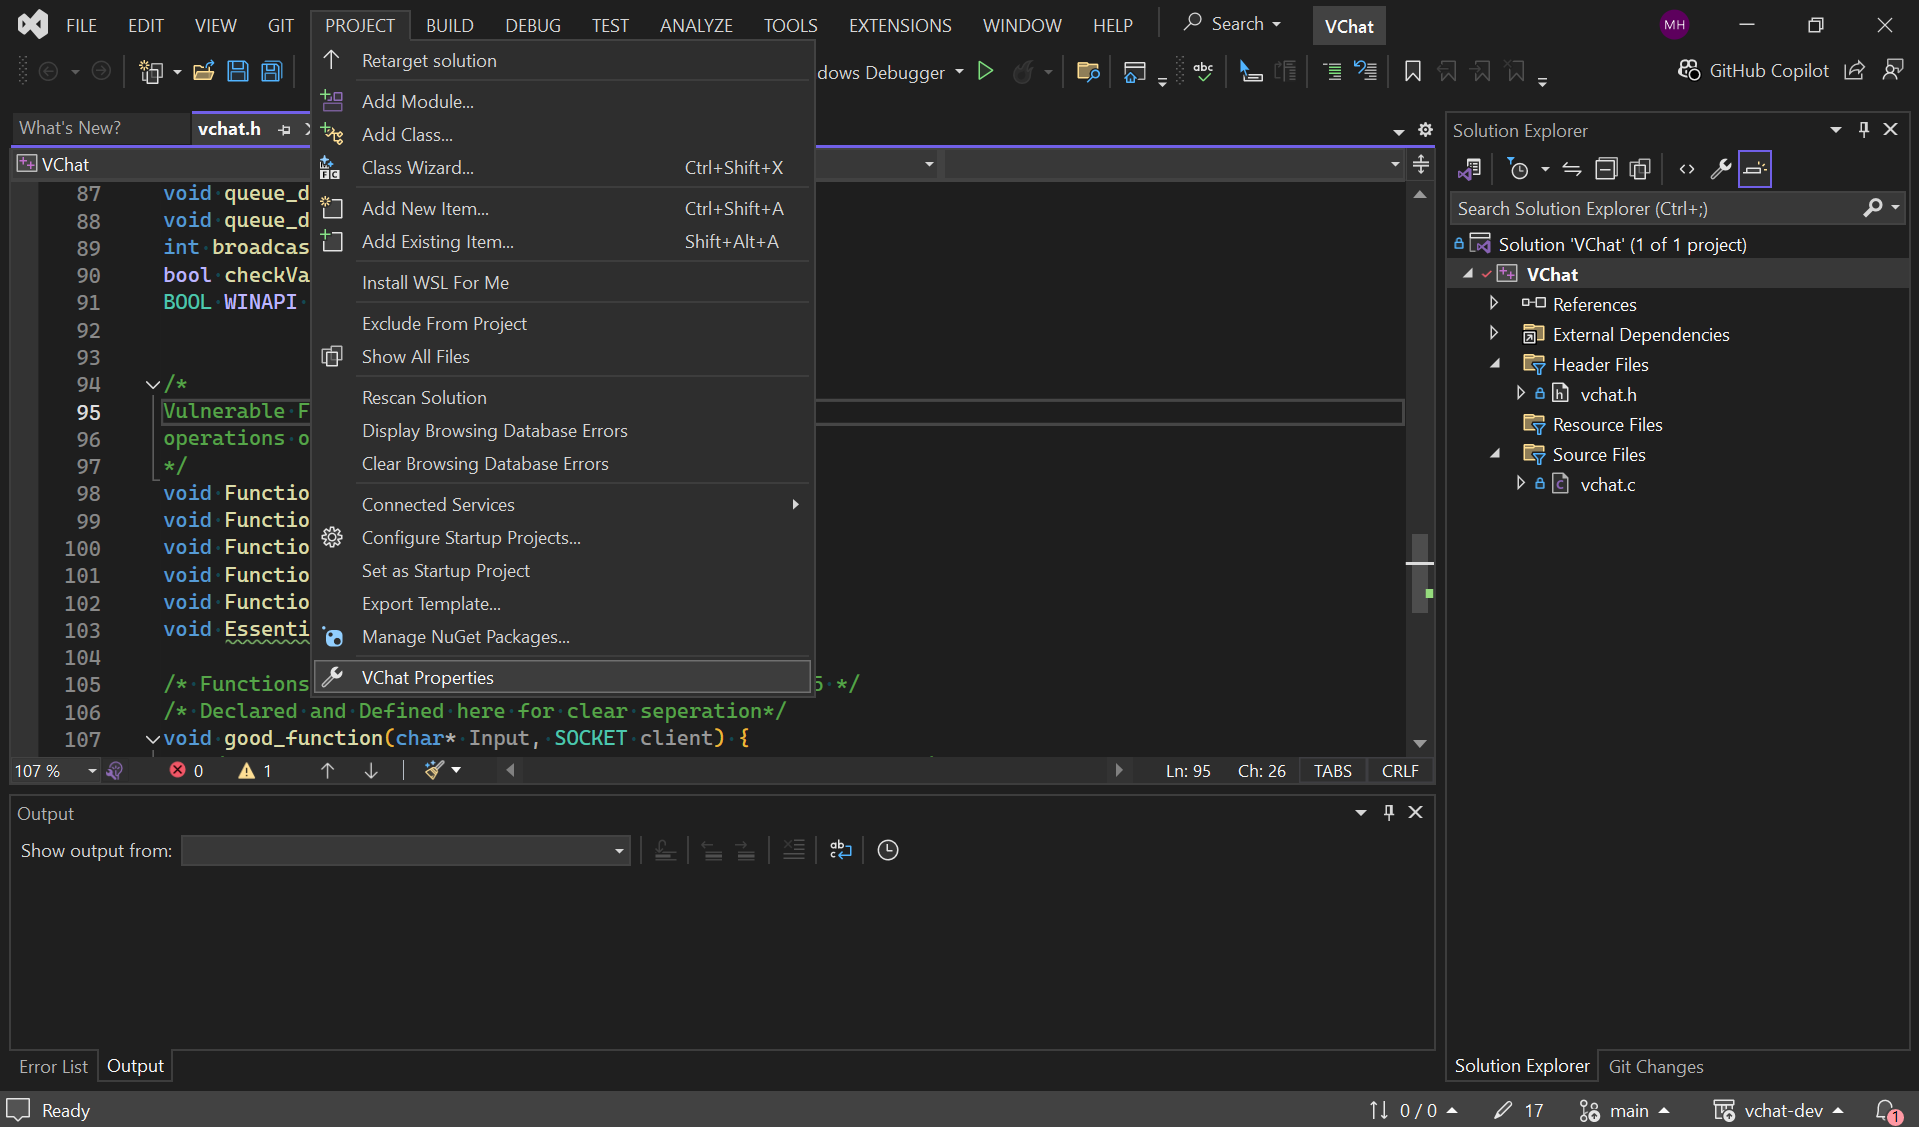 FILE EDIT VIEW GIT PROJECT BUILD DEBUG TEST ANALYZE TOOLS EXTENSIONS WINDOW HELP Search VChat MH
dows Debugger abc GitHub Copilot
What's New? vchat.h
VChat
Retarget solution
Add Module...
Add Class...
Class Wizard... Ctrl+Shift+X
Add New Item... Ctrl+Shift+A
Add Existing Item... Shift+Alt+A
Install WSL For Me
Exclude From Project
Show All Files
Rescan Solution
Display Browsing Database Errors
Clear Browsing Database Errors
Connected Services
Configure Startup Projects...
Set as Startup Project
Export Template...
Manage NuGet Packages...
VChat Properties
87 void queue_d
88 void queue_d
89 int broadcas
90 bool checkVa
91 BOOL WINAPI
92
93
94 /*
95 Vulnerable F
96 operations o
97 */
98 void Functio
99 void Functio
100 void Functio
101 void Functio
102 void Functio
103 void Essenti
104
105 /* Functions 5 */
106 /* Declared and Defined here for clear seperation*/
107 void good_function(char* Input, SOCKET client) {
107 % 0 1 Ln: 95 Ch: 26 TABS CRLF
Output
Show output from:
Error List Output
Solution Explorer
Search Solution Explorer (Ctrl+;)
Solution 'VChat' (1 of 1 project)
VChat
References
External Dependencies
Header Files
vchat.h
Resource Files
Source Files
vchat.c
Solution Explorer Git Changes
Ready 0 / 0 17 main vchat-dev 1